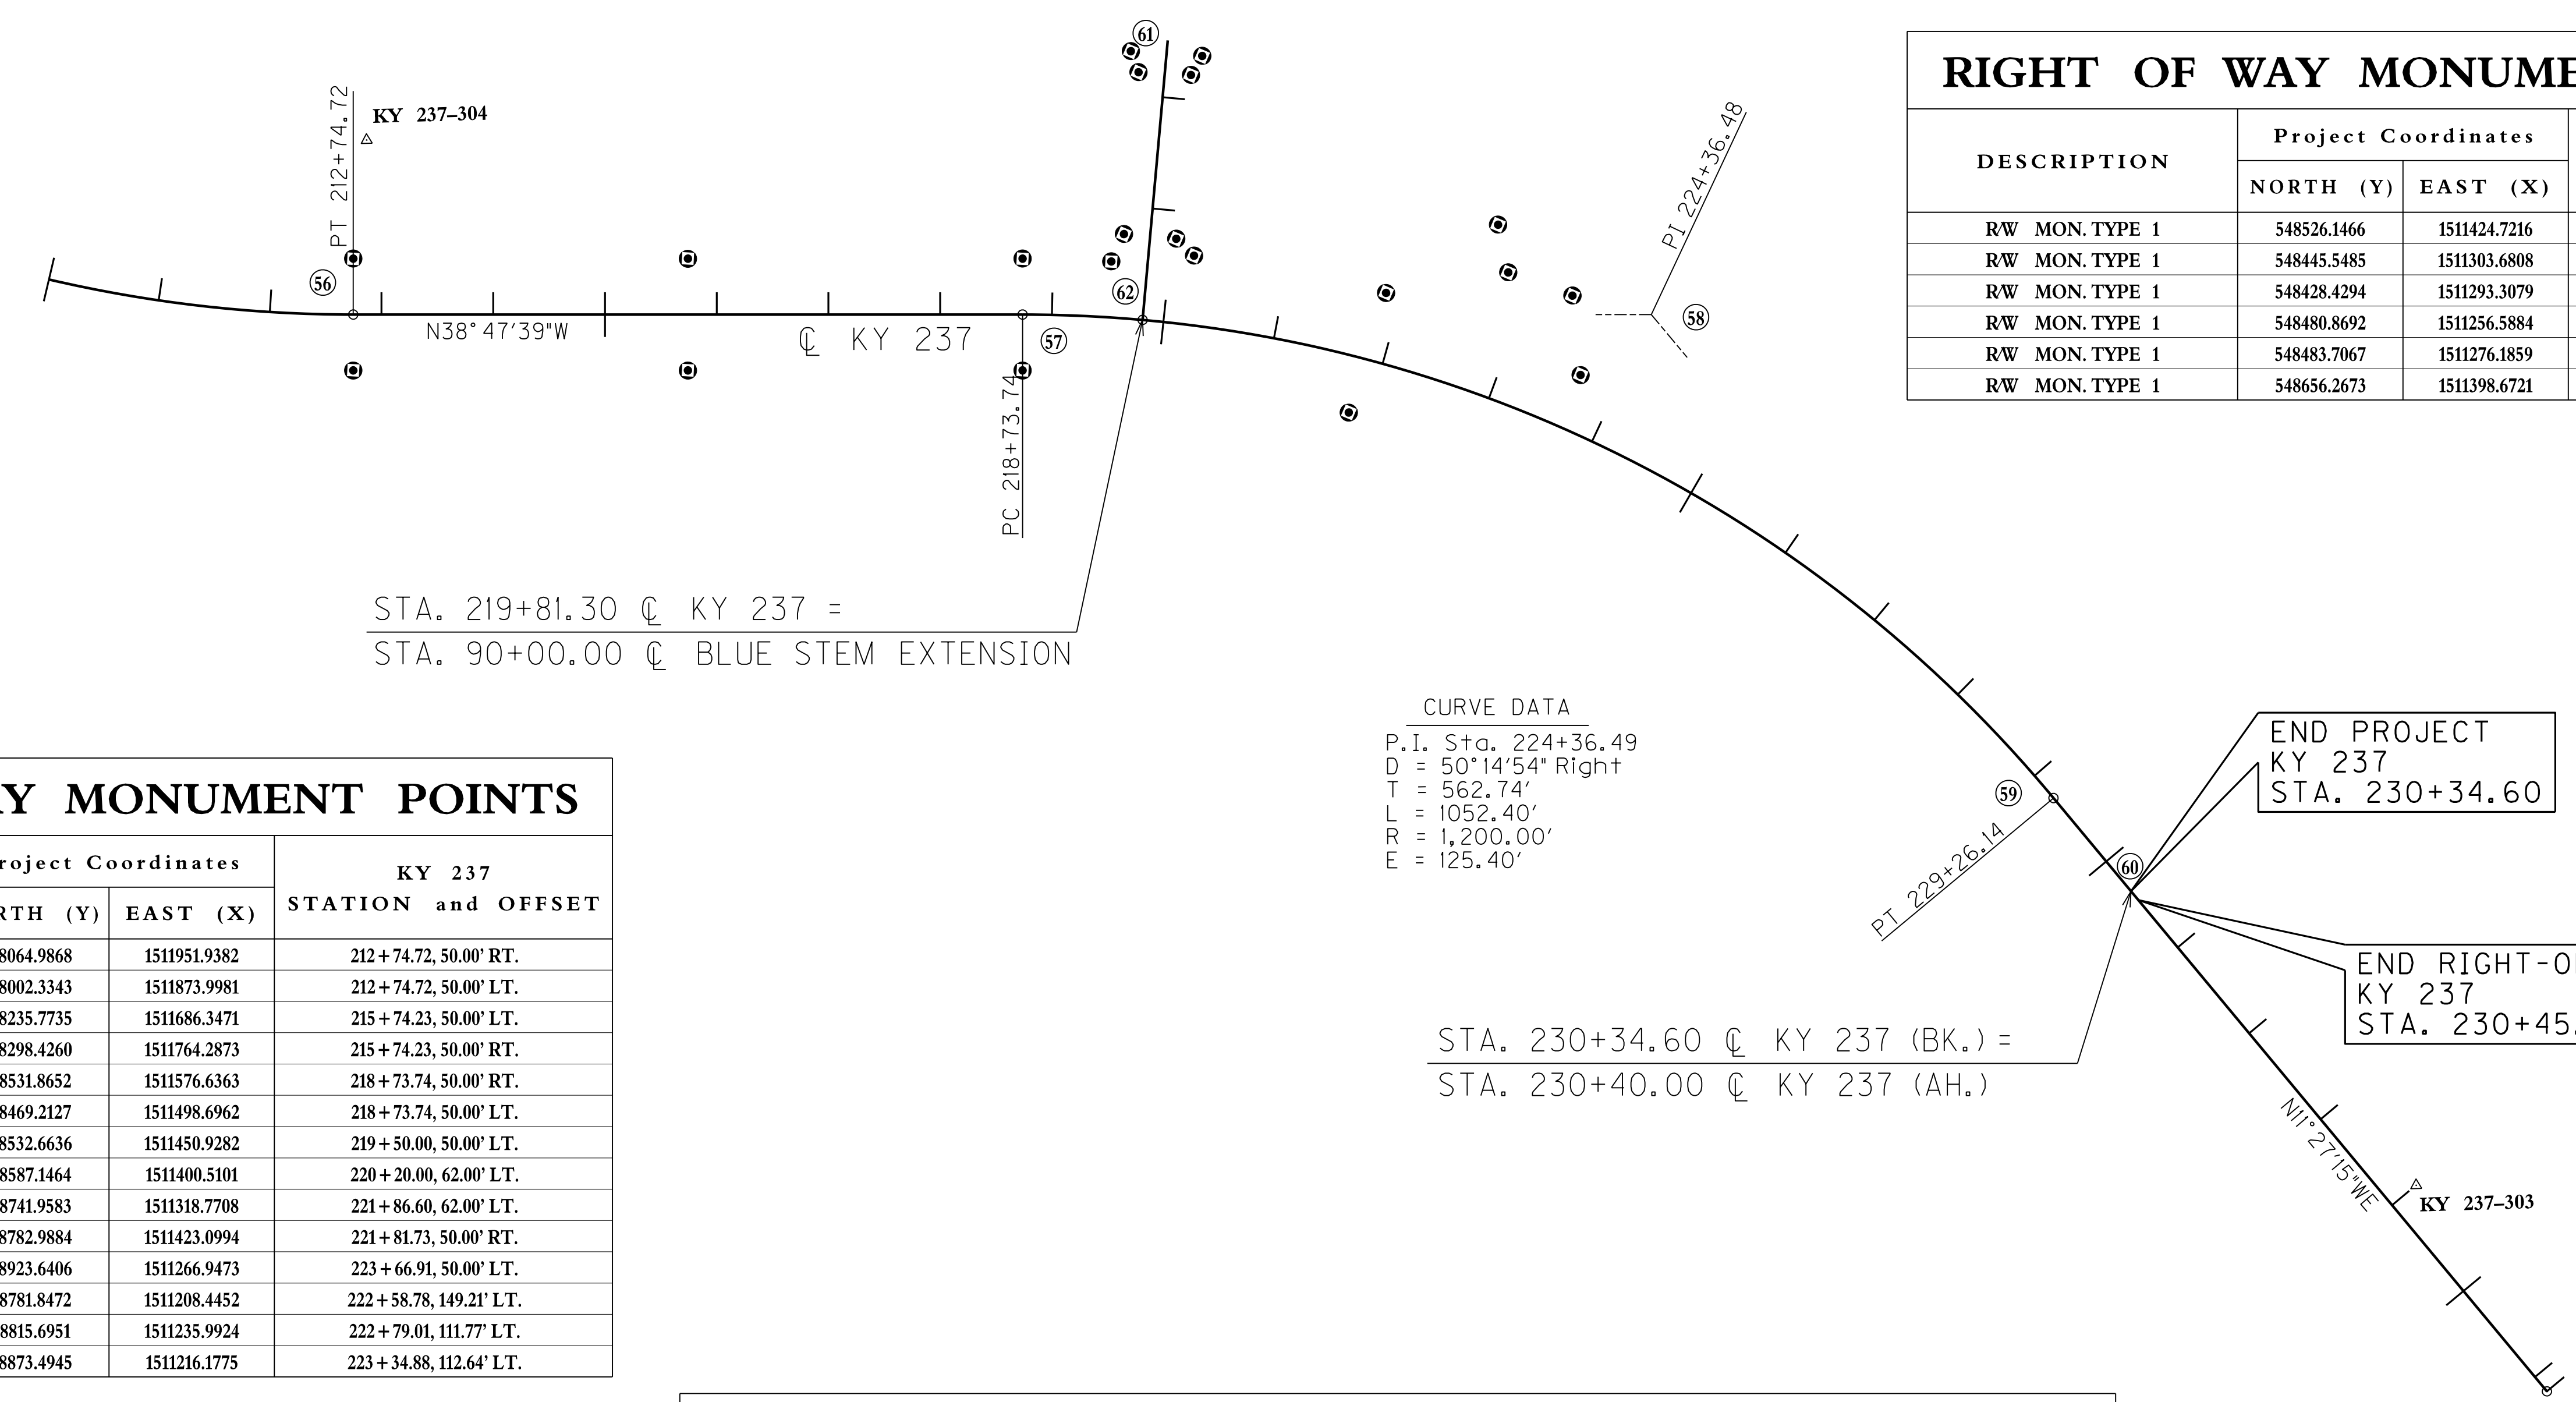 61
PT 212+74.72
KY 237–304
56
N38°47'39"W
℄ KY 237
57
PC 218+73.74
62
PI 224+36.48
58
RIGHT OF WAY MONUME
DESCRIPTION
Project Coordinates
NORTH (Y) EAST (X)
R/W MON. TYPE 1 548526.1466 1511424.7216
R/W MON. TYPE 1 548445.5485 1511303.6808
R/W MON. TYPE 1 548428.4294 1511293.3079
R/W MON. TYPE 1 548480.8692 1511256.5884
R/W MON. TYPE 1 548483.7067 1511276.1859
R/W MON. TYPE 1 548656.2673 1511398.6721
STA. 219+81.30 ℄ KY 237 =
STA. 90+00.00 ℄ BLUE STEM EXTENSION
CURVE DATA
P.I. Sta. 224+36.49
D = 50°14'54" Right
T = 562.74'
L = 1052.40'
R = 1,200.00'
E = 125.40'
59
PT 229+26.14
60
END PROJECT
KY 237
STA. 230+34.60
END RIGHT-O
KY 237
STA. 230+45.
STA. 230+34.60 ℄ KY 237 (BK.) =
STA. 230+40.00 ℄ KY 237 (AH.)
N11°27'15"WE
KY 237–303
Y MONUMENT POINTS
roject Coordinates
KY 237
STATION and OFFSET
RTH (Y) EAST (X)
8064.9868 1511951.9382 212+74.72, 50.00' RT.
8002.3343 1511873.9981 212+74.72, 50.00' LT.
8235.7735 1511686.3471 215+74.23, 50.00' LT.
8298.4260 1511764.2873 215+74.23, 50.00' RT.
8531.8652 1511576.6363 218+73.74, 50.00' RT.
8469.2127 1511498.6962 218+73.74, 50.00' LT.
8532.6636 1511450.9282 219+50.00, 50.00' LT.
8587.1464 1511400.5101 220+20.00, 62.00' LT.
8741.9583 1511318.7708 221+86.60, 62.00' LT.
8782.9884 1511423.0994 221+81.73, 50.00' RT.
8923.6406 1511266.9473 223+66.91, 50.00' LT.
8781.8472 1511208.4452 222+58.78, 149.21' LT.
8815.6951 1511235.9924 222+79.01, 111.77' LT.
8873.4945 1511216.1775 223+34.88, 112.64' LT.